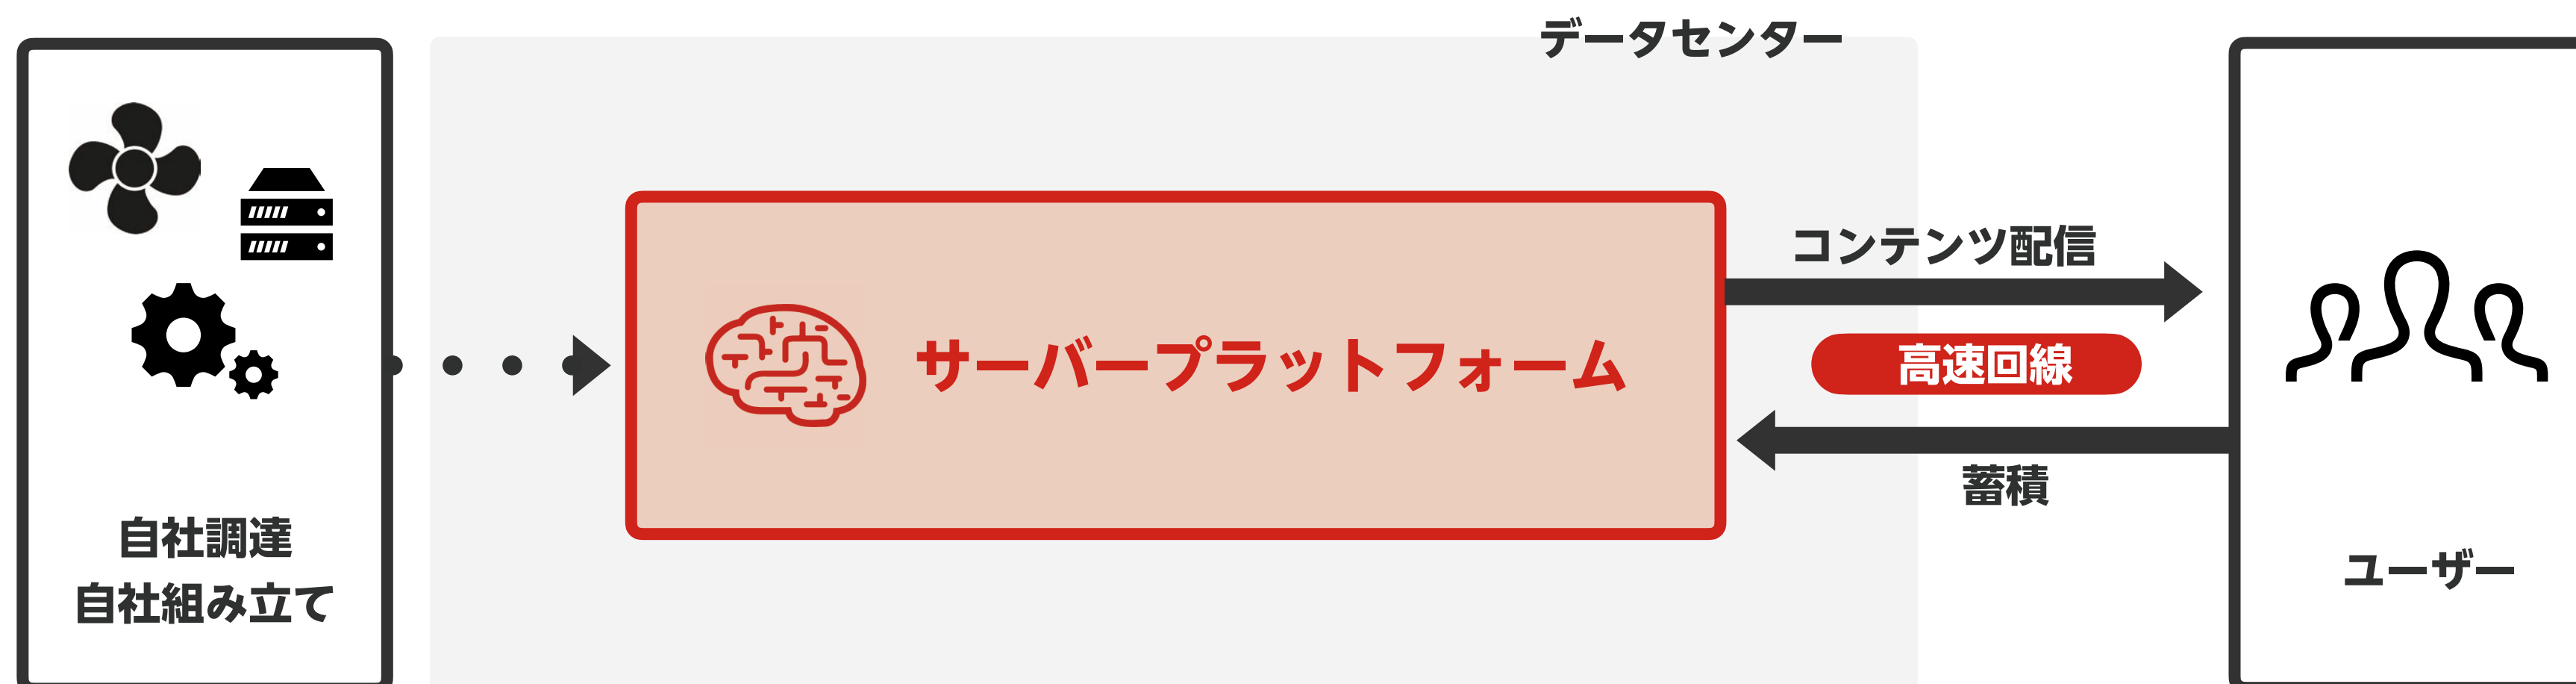 データセンター
自社調達
自社組み立て
サーバープラットフォーム
コンテンツ配信
高速回線
蓄積
ユーザー